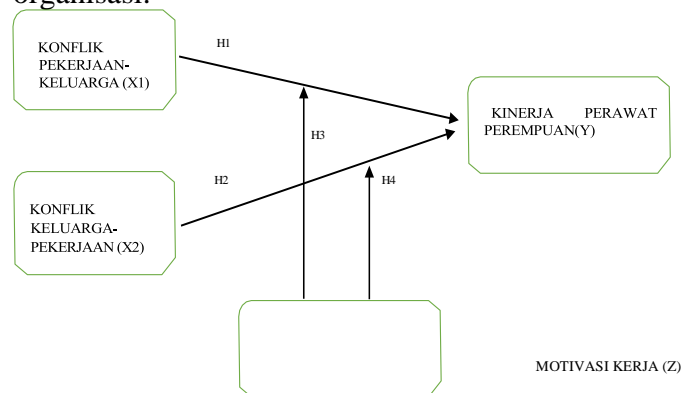 organisasi.
KONFLIK
PEKERJAAN-
KELUARGA (X1)
H1
KINERJA PERAWAT
PEREMPUAN(Y)
H3
H2
H4
KONFLIK
KELUARGA-
PEKERJAAN (X2)
MOTIVASI KERJA (Z)